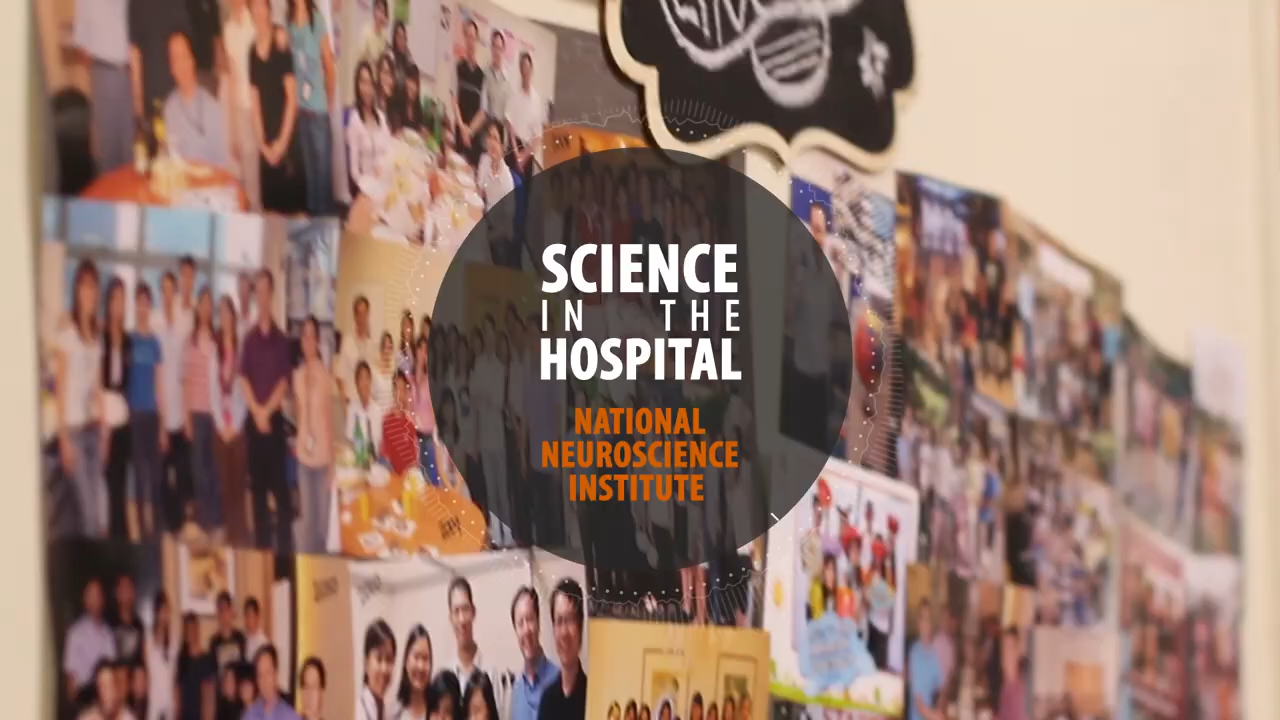 SCIENCE
IN THE
HOSPITAL
NATIONAL
NEUROSCIENCE
INSTITUTE